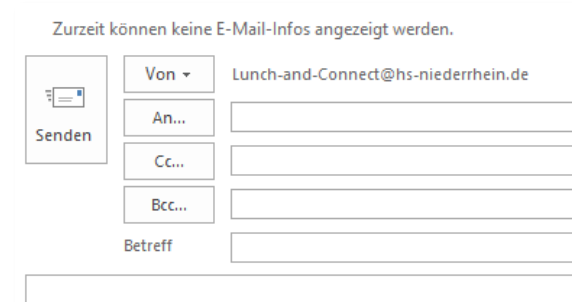 Zurzeit können keine E-Mail-Infos angezeigt werden.
Von Lunch-and-Connect@hs-niederrhein.de
An...
Senden
Cc...
Bcc...
Betreff